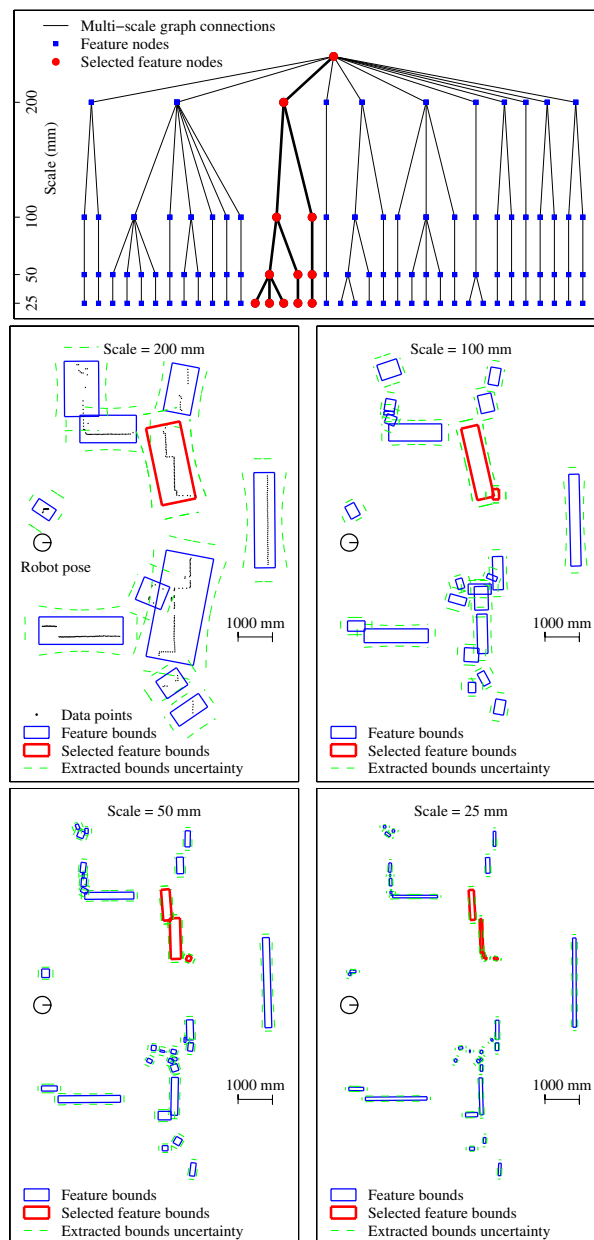 Multi−scale graph connections
Feature nodes
Selected feature nodes
Scale (mm)
200
100
50
25
Scale = 200 mm
Robot pose
1000 mm
Data points
Feature bounds
Selected feature bounds
Extracted bounds uncertainty
Scale = 100 mm
1000 mm
Feature bounds
Selected feature bounds
Extracted bounds uncertainty
Scale = 50 mm
1000 mm
Feature bounds
Selected feature bounds
Extracted bounds uncertainty
Scale = 25 mm
1000 mm
Feature bounds
Selected feature bounds
Extracted bounds uncertainty